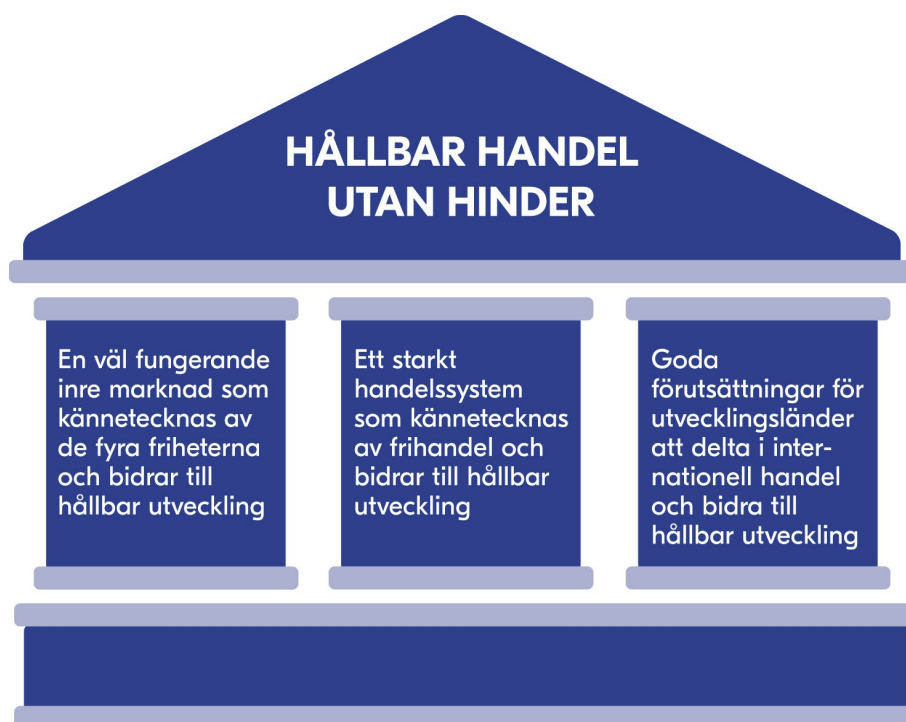 HÅLLBAR HANDEL
UTAN HINDER
En väl fungerande
inre marknad som
kännetecknas av
de fyra friheterna
och bidrar till
hållbar utveckling
Ett starkt
handelssystem
som kännetecknas
av frihandel och
bidrar till hållbar
utveckling
Goda
förutsättningar för
utvecklingsländer
att delta i inter-
nationell handel
och bidra till
hållbar utveckling